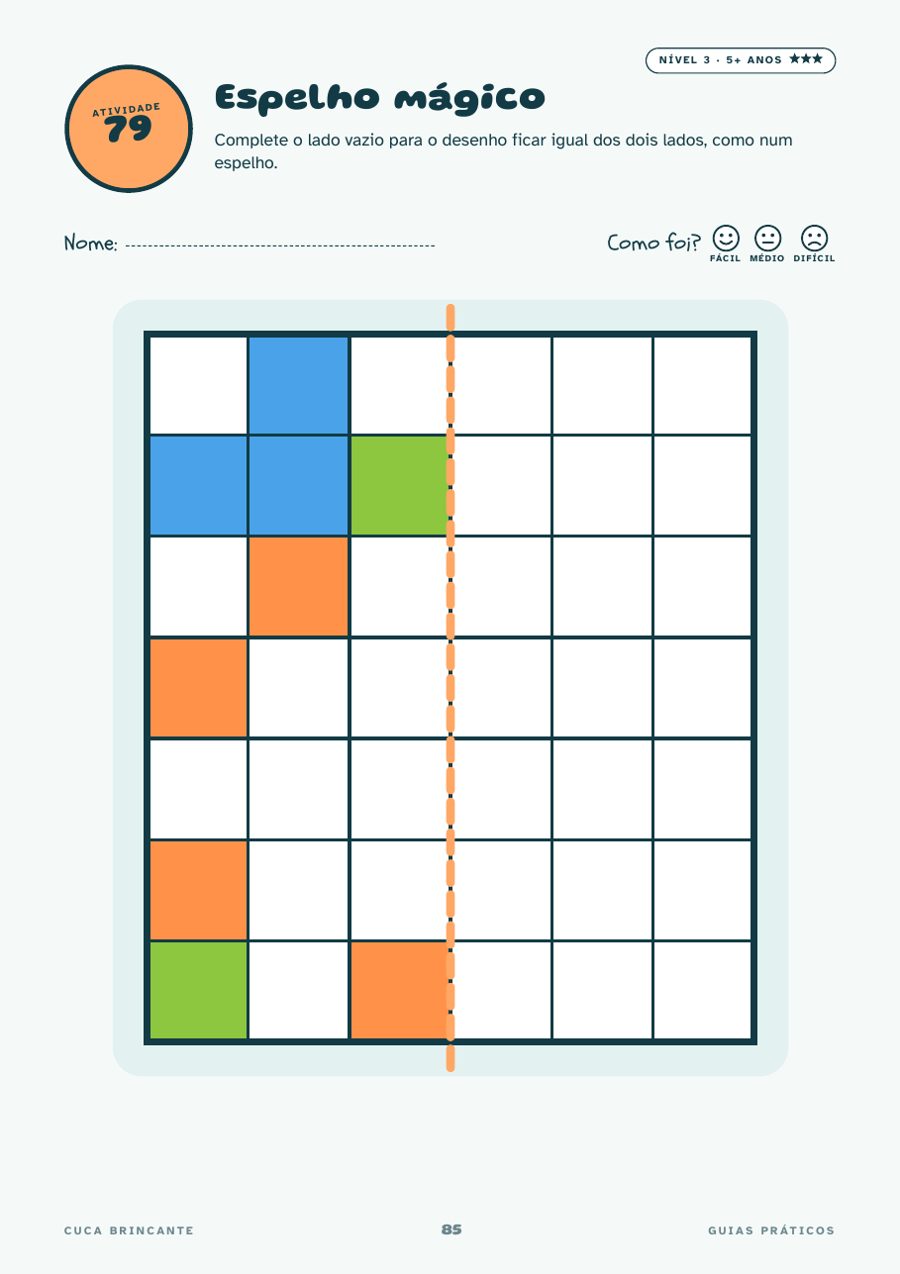 NÍVEL 3 · 5+ ANOS ★★★
ATIVIDADE
79
Espelho mágico
Complete o lado vazio para o desenho ficar igual dos dois lados, como num
espelho.
Nome:
Como foi?
FÁCIL MÉDIO DIFÍCIL
CUCA BRINCANTE
85
GUIAS PRÁTICOS